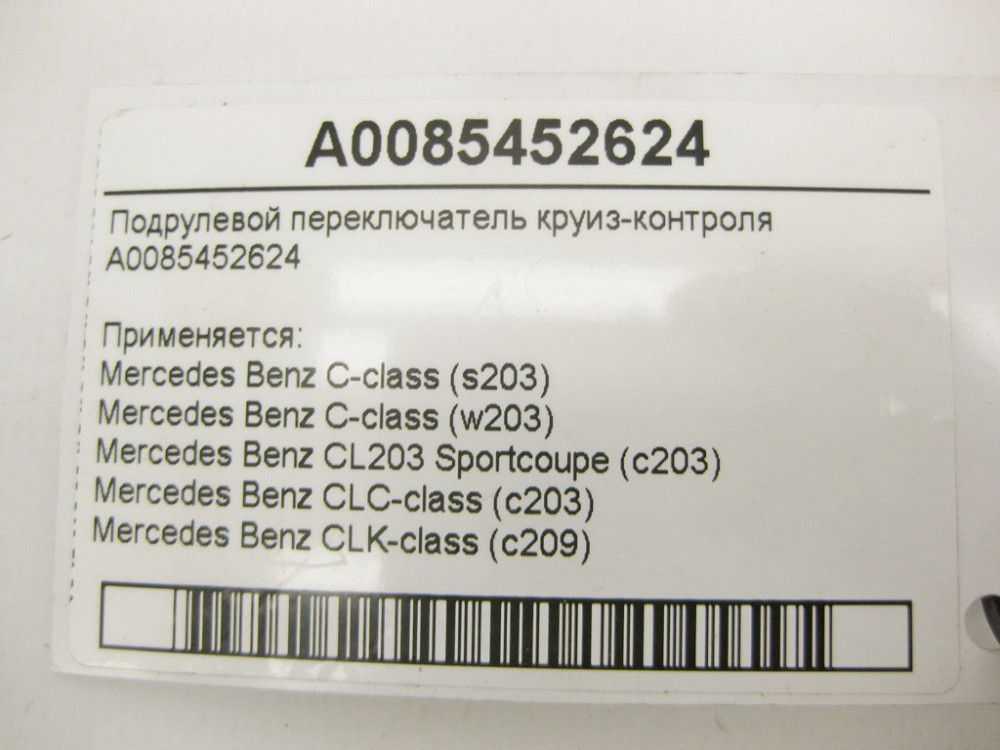 A0085452624
Подрулевой переключатель круиз-контроля
A0085452624
Применяется:
Mercedes Benz C-class (s203)
Mercedes Benz C-class (w203)
Mercedes Benz CL203 Sportcoupe (c203)
Mercedes Benz CLC-class (c203)
Mercedes Benz CLK-class (c209)